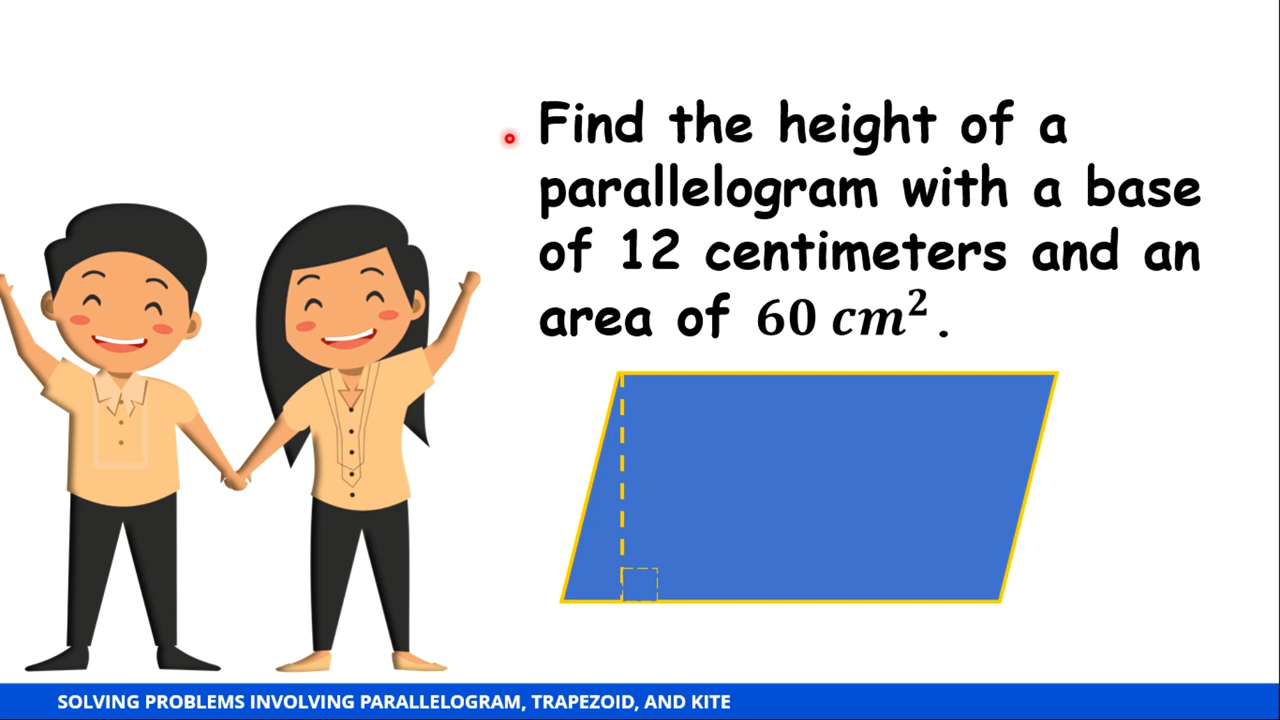 Find the height of a
parallelogram with a base
of 12 centimeters and an
area of 60 cm².
SOLVING PROBLEMS INVOLVING PARALLELOGRAM, TRAPEZOID, AND KITE